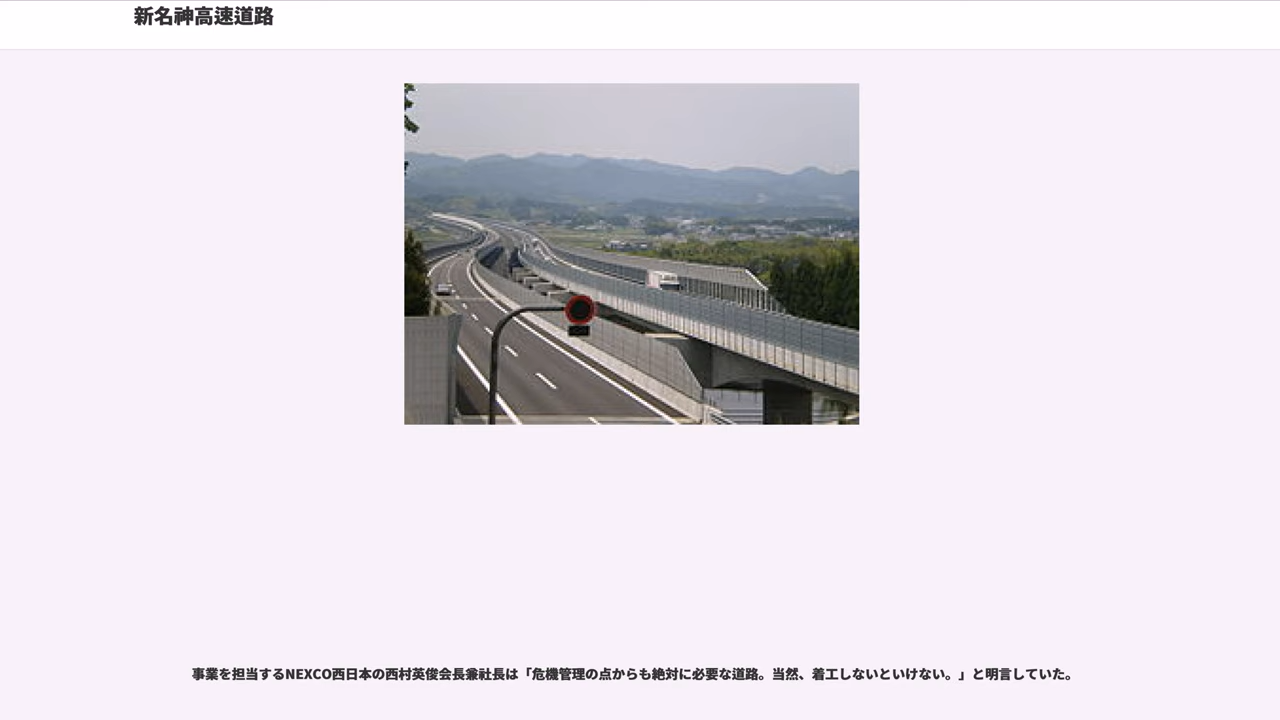 新名神高速道路
事業を担当するNEXCO西日本の西村英俊会長兼社長は「危機管理の点からも絶対に必要な道路。当然、着工しないといけない。」と明言していた。